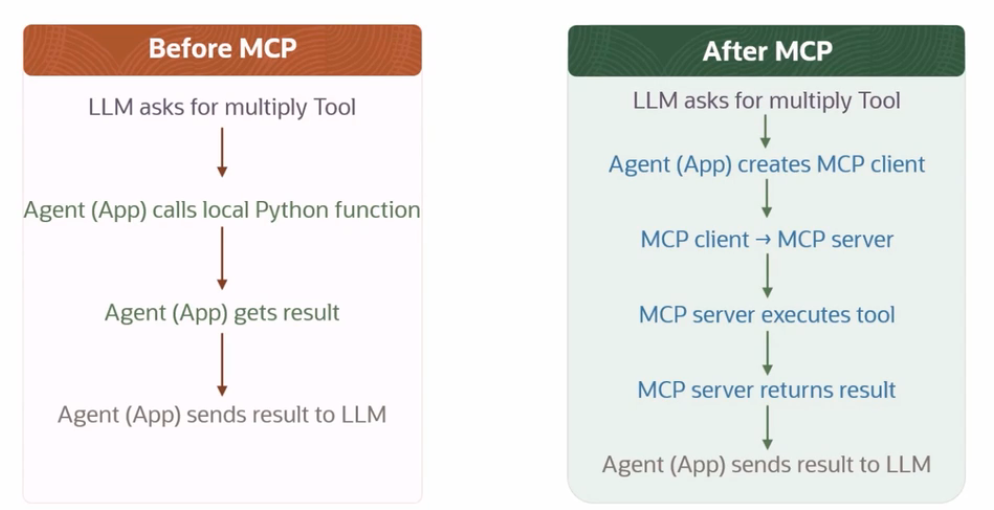 Before MCP
LLM asks for multiply Tool
Agent (App) calls local Python function
Agent (App) gets result
Agent (App) sends result to LLM
After MCP
LLM asks for multiply Tool
Agent (App) creates MCP client
MCP client → MCP server
MCP server executes tool
MCP server returns result
Agent (App) sends result to LLM